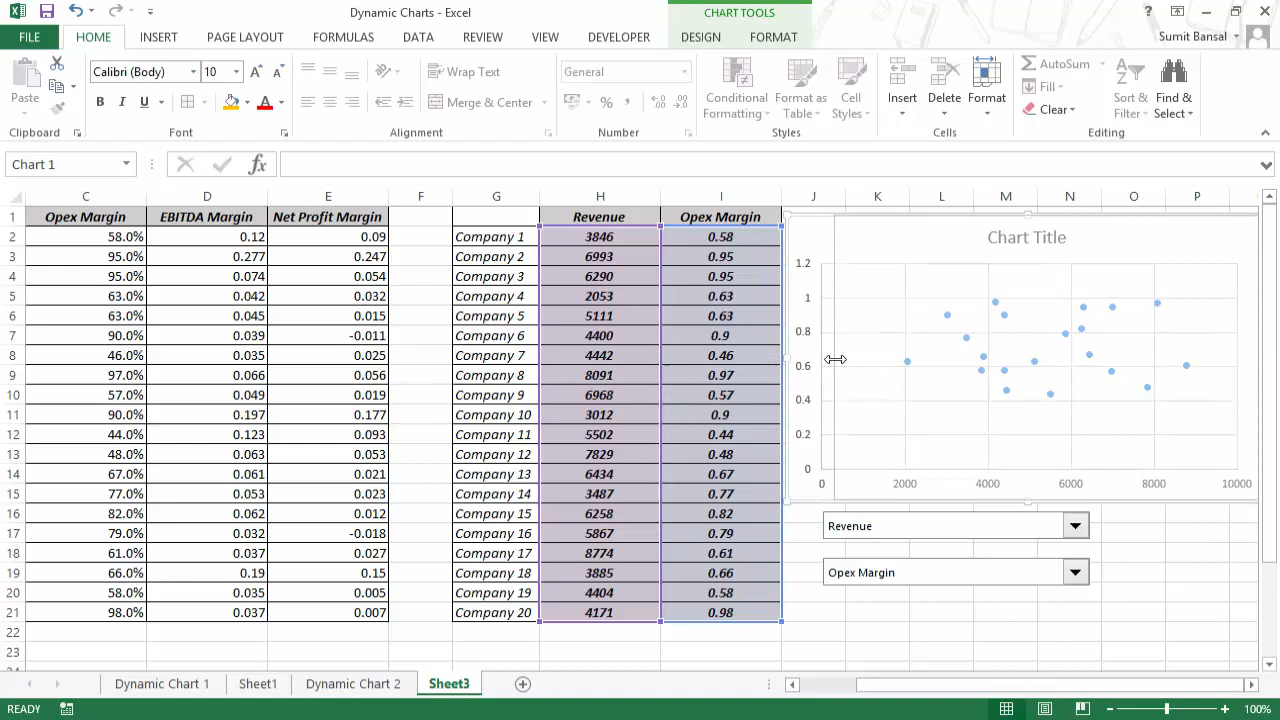 Dynamic Charts - Excel
CHART TOOLS
?
FILE HOME INSERT PAGE LAYOUT FORMULAS DATA REVIEW VIEW DEVELOPER DESIGN FORMAT Sumit Bansal
Calibri (Body) 10 A A Wrap Text General AutoSum
Paste Conditional Formatting Format as Table Cell Styles Insert Delete Format Fill Sort & Filter Find & Select
B I U A Merge & Center % , Clear
Clipboard Font Alignment Number Styles Cells Editing
Chart 1 fx
C D E F G H I J K L M N O P
1 Opex Margin EBITDA Margin Net Profit Margin Revenue Opex Margin
2 58.0% 0.12 0.09 Company 1 3846 0.58
3 95.0% 0.277 0.247 Company 2 6993 0.95
4 95.0% 0.074 0.054 Company 3 6290 0.95
5 63.0% 0.042 0.032 Company 4 2053 0.63
6 63.0% 0.045 0.015 Company 5 5111 0.63
7 90.0% 0.039 -0.011 Company 6 4400 0.9
8 46.0% 0.035 0.025 Company 7 4442 0.46
9 97.0% 0.066 0.056 Company 8 8091 0.97
10 57.0% 0.049 0.019 Company 9 6968 0.57
11 90.0% 0.197 0.177 Company 10 3012 0.9
12 44.0% 0.123 0.093 Company 11 5502 0.44
13 48.0% 0.063 0.053 Company 12 7829 0.48
14 67.0% 0.061 0.021 Company 13 6434 0.67
15 77.0% 0.053 0.023 Company 14 3487 0.77
16 82.0% 0.062 0.012 Company 15 6258 0.82
17 79.0% 0.032 -0.018 Company 16 5867 0.79
18 61.0% 0.037 0.027 Company 17 8774 0.61
19 66.0% 0.19 0.15 Company 18 3885 0.66
20 58.0% 0.035 0.005 Company 19 4404 0.58
21 98.0% 0.037 0.007 Company 20 4171 0.98
22
23
Chart Title
1.2
1
0.8
0.6
0.4
0.2
0
0 2000 4000 6000 8000 10000
Revenue
Opex Margin
Dynamic Chart 1 Sheet1 Dynamic Chart 2 Sheet3
READY 100%